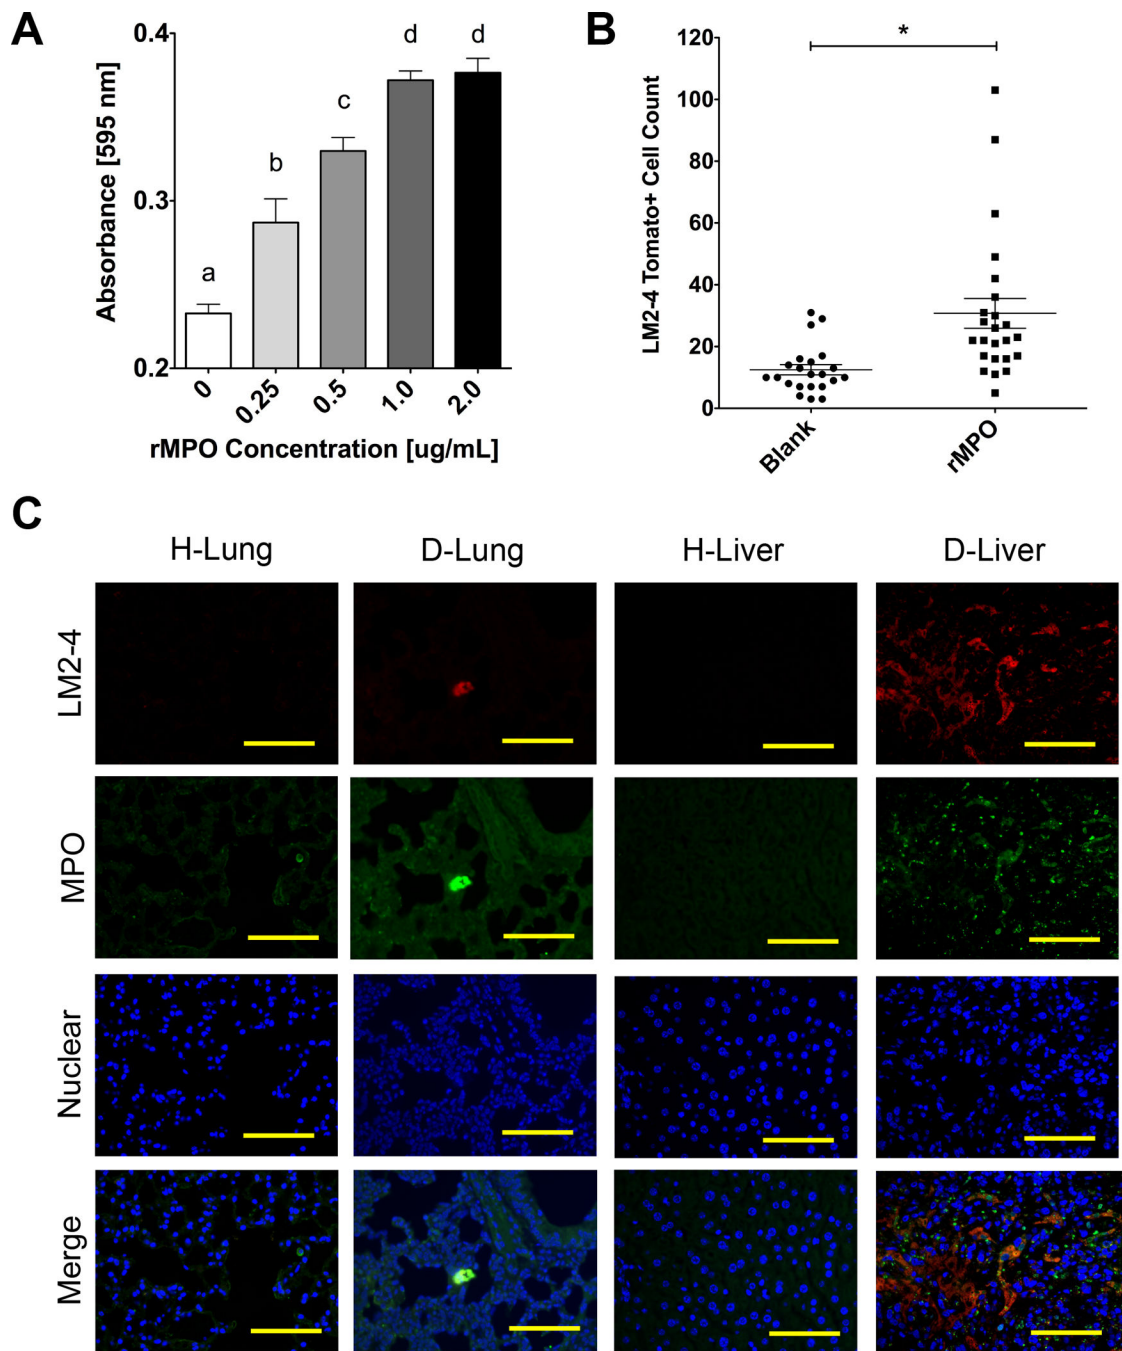 A
Absorbance [595 nm]
0.4
0.3
0.2
a
b
c
d
d
0
0.25
0.5
1.0
2.0
rMPO Concentration [ug/mL]
B
LM2-4 Tomato+ Cell Count
120
100
80
60
40
20
0
*
Blank
rMPO
C
H-Lung
D-Lung
H-Liver
D-Liver
LM2-4
MPO
Nuclear
Merge